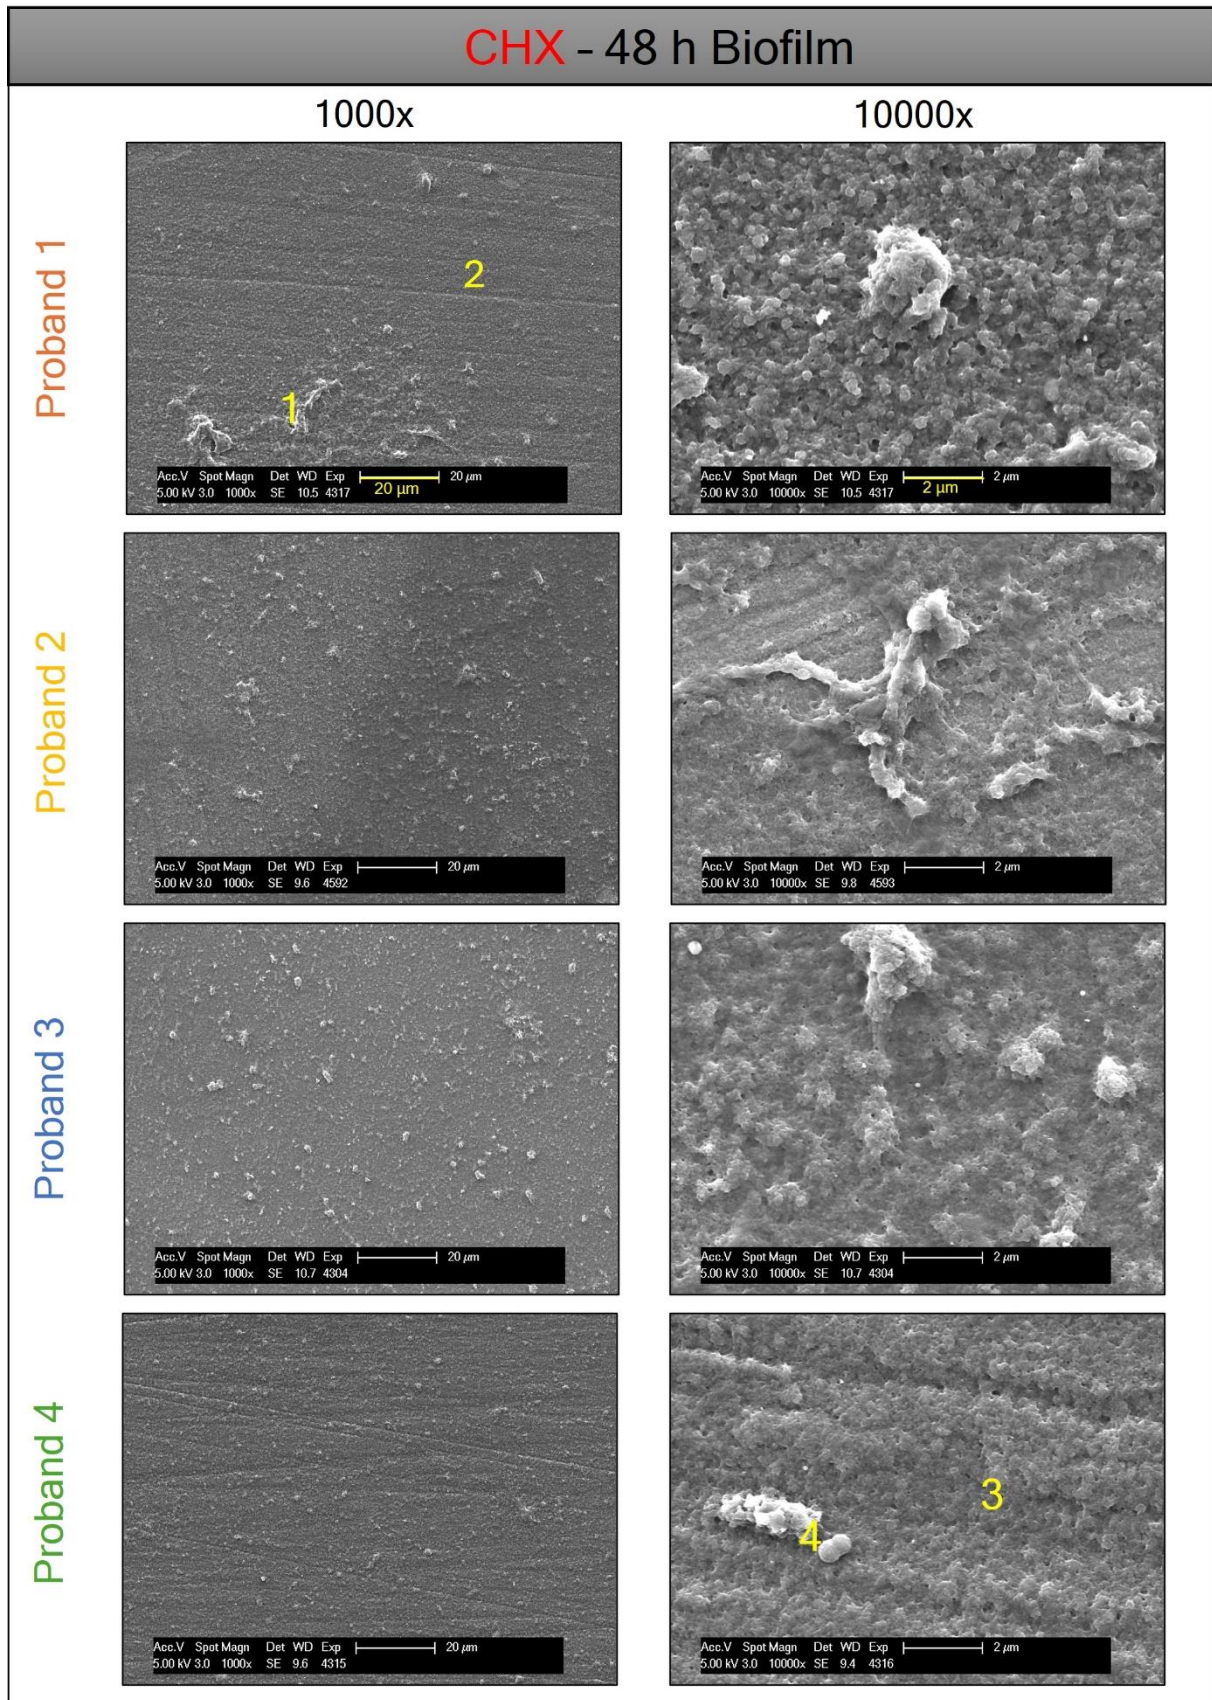 CHX - 48 h Biofilm
1000x
10000x
Proband 1
2
1
Acc.V Spot Magn Det WD Exp 20 µm
5.00 kV 3.0 1000x SE 10.5 4317 20 µm
Acc.V Spot Magn Det WD Exp 2 µm
5.00 kV 3.0 10000x SE 10.5 4317 2 µm
Proband 2
Acc.V Spot Magn Det WD Exp 20 µm
5.00 kV 3.0 1000x SE 9.6 4592
Acc.V Spot Magn Det WD Exp 2 µm
5.00 kV 3.0 10000x SE 9.8 4593
Proband 3
Acc.V Spot Magn Det WD Exp 20 µm
5.00 kV 3.0 1000x SE 10.7 4304
Acc.V Spot Magn Det WD Exp 2 µm
5.00 kV 3.0 10000x SE 10.7 4304
Proband 4
3
4
Acc.V Spot Magn Det WD Exp 20 µm
5.00 kV 3.0 1000x SE 9.6 4315
Acc.V Spot Magn Det WD Exp 2 µm
5.00 kV 3.0 10000x SE 9.4 4316